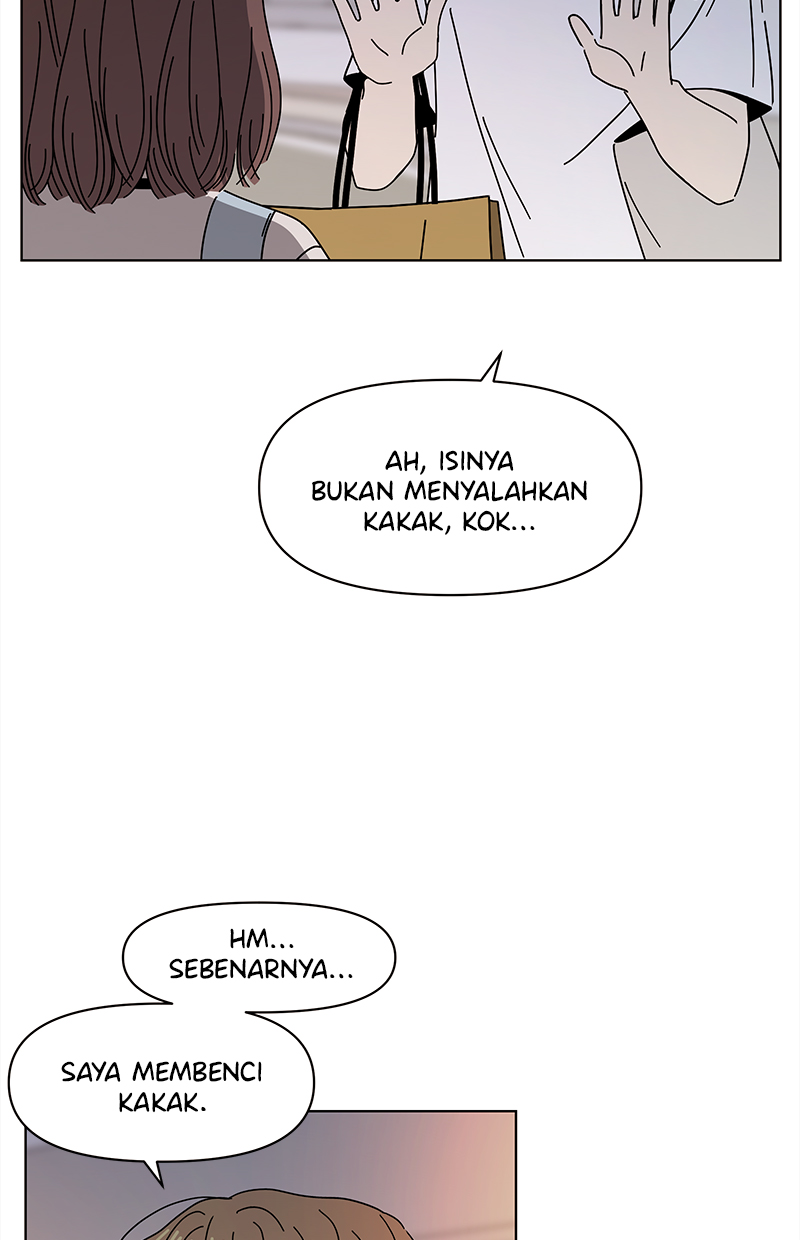 AH, ISINYA
BUKAN MENYALAHKAN
KAKAK, KOK...
HM...
SEBENARNYA...
SAYA MEMBENCI
KAKAK.